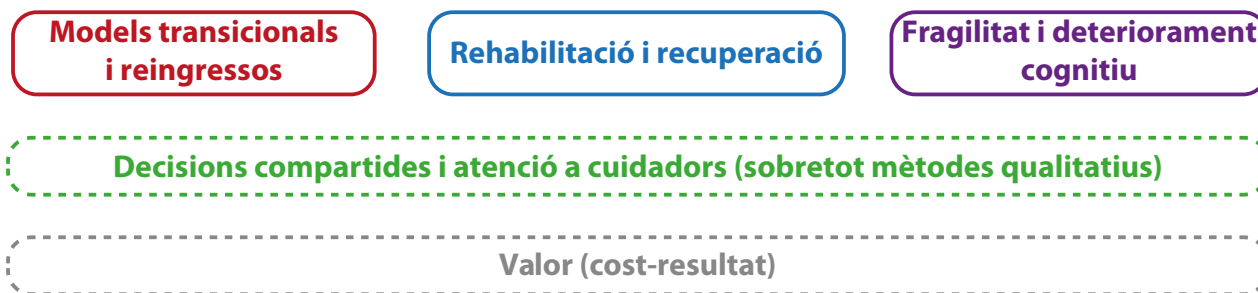 Models transicionals
i reingressos
Rehabilitació i recuperació
Fragilitat i deteriorament
cognitiu
Decisions compartides i atenció a cuidadors (sobretot mètodes qualitatius)
Valor (cost-resultat)